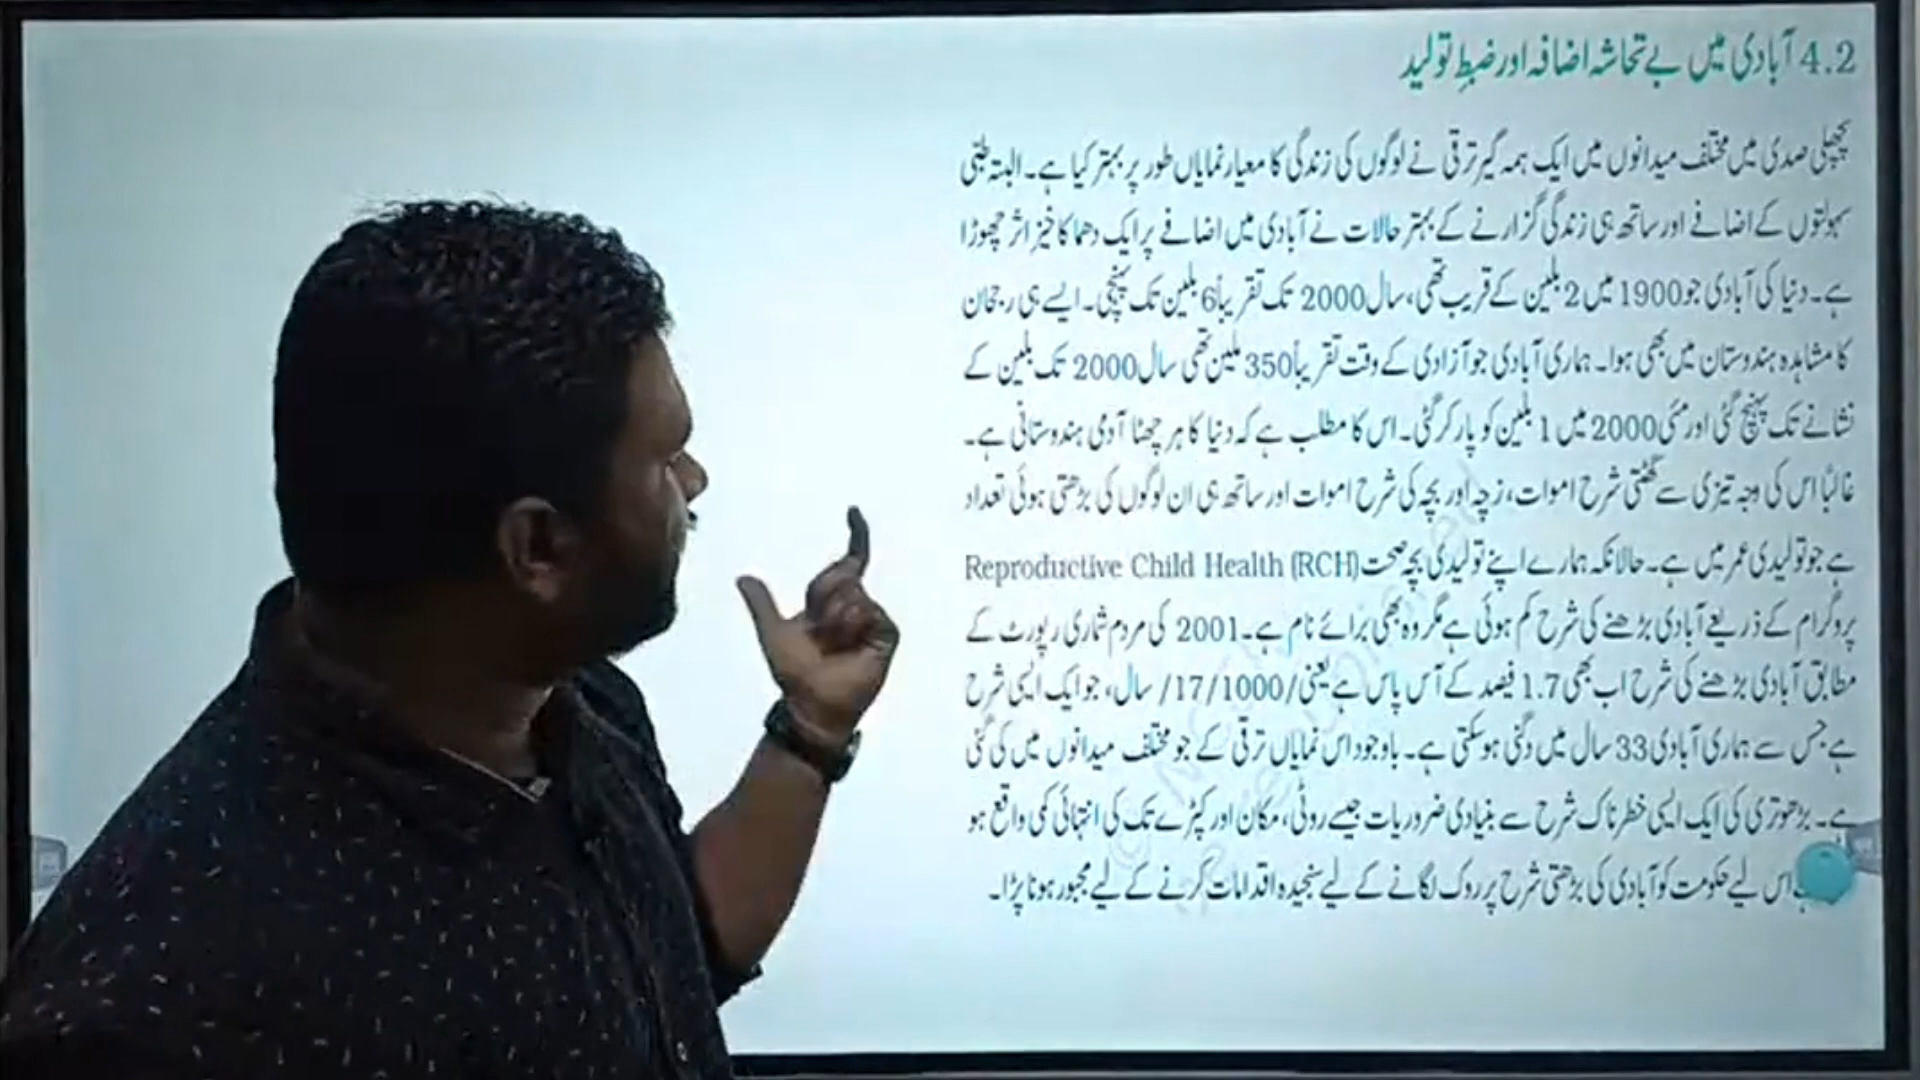 4.2 آبادی میں بے تحاشہ اضافہ اور ضبطِ تولید
پچھلی صدی میں مختلف میدانوں میں ایک ہمہ گیر ترقی نے لوگوں کی زندگی کا معیار نمایاں طور پر بہتر کیا ہے۔ البتہ طبّی
سہولتوں کے اضافے اور ساتھ ہی زندگی گزارنے کے بہتر حالات نے آبادی میں اضافے پر ایک دھماکا خیز اثر چھوڑا
ہے۔ دنیا کی آبادی جو 1900 میں 2 بلین کے قریب تھی، سال 2000 تک تقریباً 6 بلین تک پہنچی۔ ایسے ہی رجحان
کا مشاہدہ ہندوستان میں بھی ہوا۔ ہماری آبادی جو آزادی کے وقت تقریباً 350 ملین تھی سال 2000 تک بلین کے
نشانے تک پہنچ گئی اور مئی 2000 میں 1 بلین کو پار کر گئی۔ اس کا مطلب ہے کہ دنیا کا ہر چھٹا آدمی ہندوستانی ہے۔
غالباً اس کی وجہ تیزی سے گھٹتی شرح اموات، زچہ اور بچہ کی شرح اموات اور ساتھ ہی ان لوگوں کی بڑھتی ہوئی تعداد
ہے جو تولیدی عمر میں ہے۔ حالانکہ ہمارے اپنے تولیدی بچہ صحت Reproductive Child Health (RCH)
پروگرام کے ذریعے آبادی بڑھنے کی شرح کم ہوئی ہے مگر وہ بھی برائے نام ہے۔ 2001 کی مردم شماری رپورٹ کے
مطابق آبادی بڑھنے کی شرح اب بھی 1.7 فیصد کے آس پاس ہے یعنی /17/1000/ سال، جو ایک ایسی شرح
ہے جس سے ہماری آبادی 33 سال میں دگنی ہو سکتی ہے۔ باوجود اس نمایاں ترقی کے جو مختلف میدانوں میں کی گئی
ہے۔ بڑھوتری کی ایک ایسی خطرناک شرح سے بنیادی ضروریات جیسے روٹی، مکان اور کپڑے تک کی انتہائی کمی واقع ہو
اس لیے حکومت کو آبادی کی بڑھتی شرح پر روک لگانے کے لیے سنجیدہ اقدامات کرنے کے لیے مجبور ہونا پڑا۔